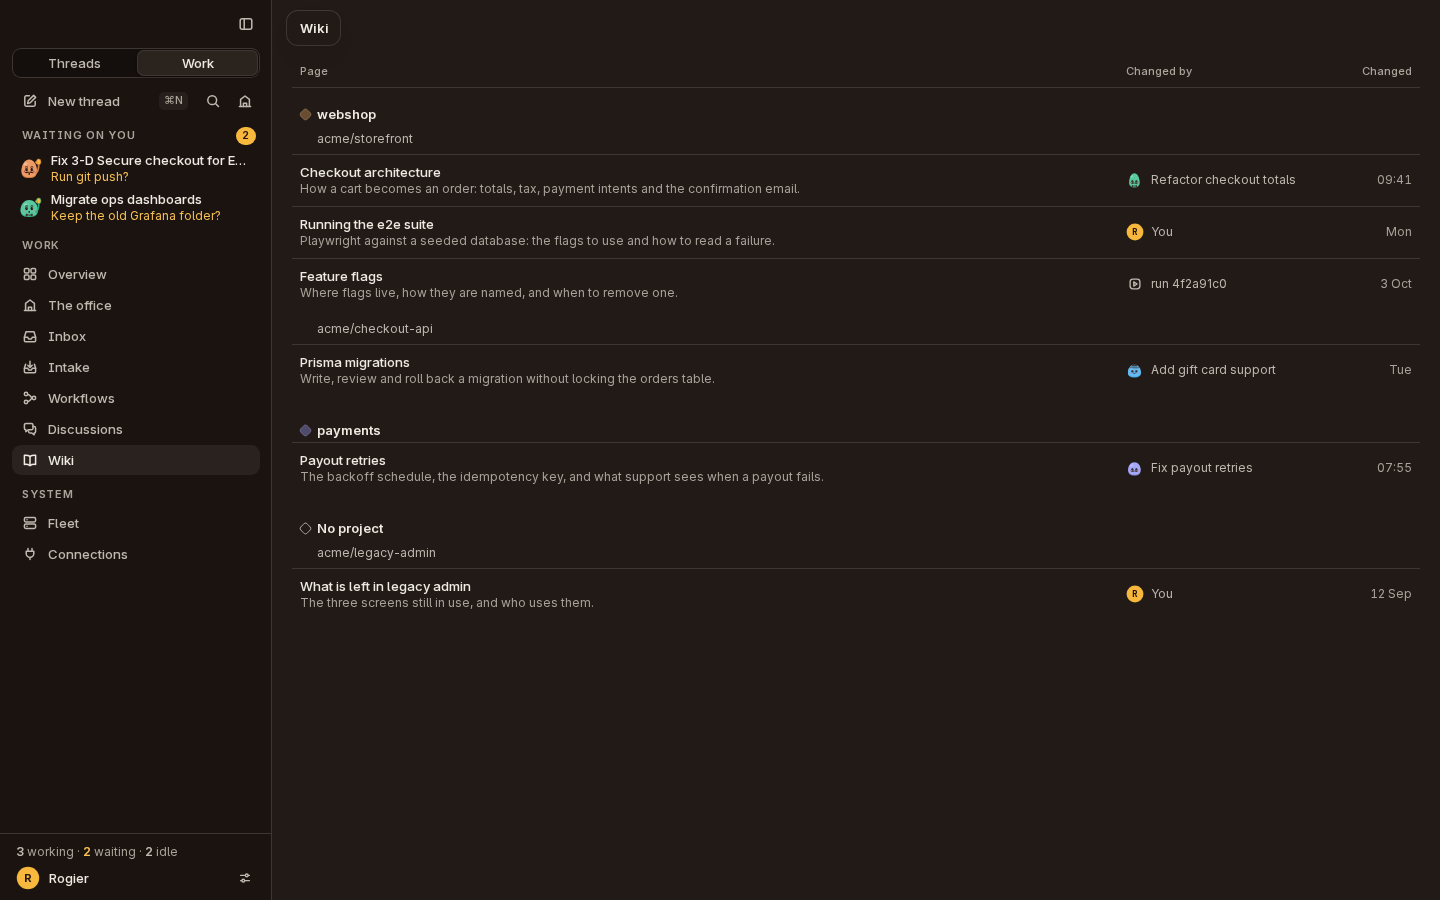 Threads
Work
New thread
⌘N
WAITING ON YOU
2
Fix 3-D Secure checkout for E…
Run git push?
Migrate ops dashboards
Keep the old Grafana folder?
WORK
Overview
The office
Inbox
Intake
Workflows
Discussions
Wiki
SYSTEM
Fleet
Connections
3 working · 2 waiting · 2 idle
R
Rogier
Wiki
Page
Changed by
Changed
webshop
acme/storefront
Checkout architecture
How a cart becomes an order: totals, tax, payment intents and the confirmation email.
Refactor checkout totals
09:41
Running the e2e suite
Playwright against a seeded database: the flags to use and how to read a failure.
R
You
Mon
Feature flags
Where flags live, how they are named, and when to remove one.
run 4f2a91c0
3 Oct
acme/checkout-api
Prisma migrations
Write, review and roll back a migration without locking the orders table.
Add gift card support
Tue
payments
Payout retries
The backoff schedule, the idempotency key, and what support sees when a payout fails.
Fix payout retries
07:55
No project
acme/legacy-admin
What is left in legacy admin
The three screens still in use, and who uses them.
R
You
12 Sep